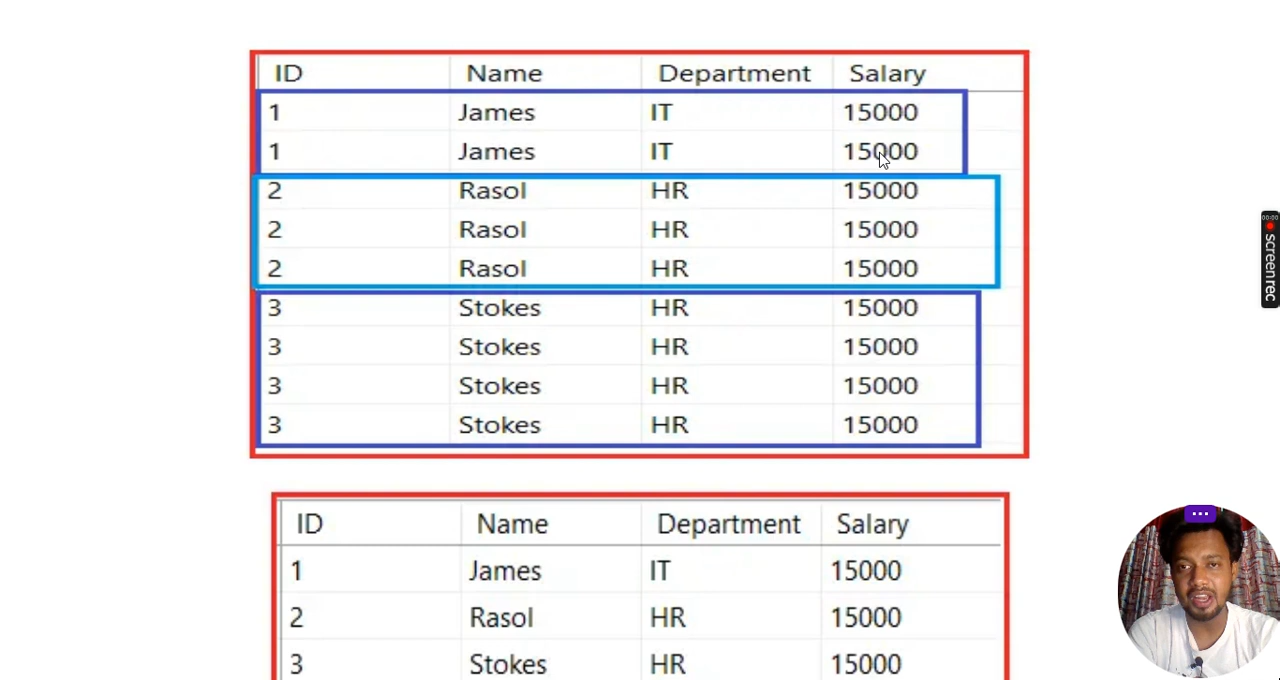 ID Name Department Salary
1 James IT 15000
1 James IT 15000
2 Rasol HR 15000
2 Rasol HR 15000
2 Rasol HR 15000
3 Stokes HR 15000
3 Stokes HR 15000
3 Stokes HR 15000
3 Stokes HR 15000
ID Name Department Salary
1 James IT 15000
2 Rasol HR 15000
3 Stokes HR 15000
00:00
screenrec